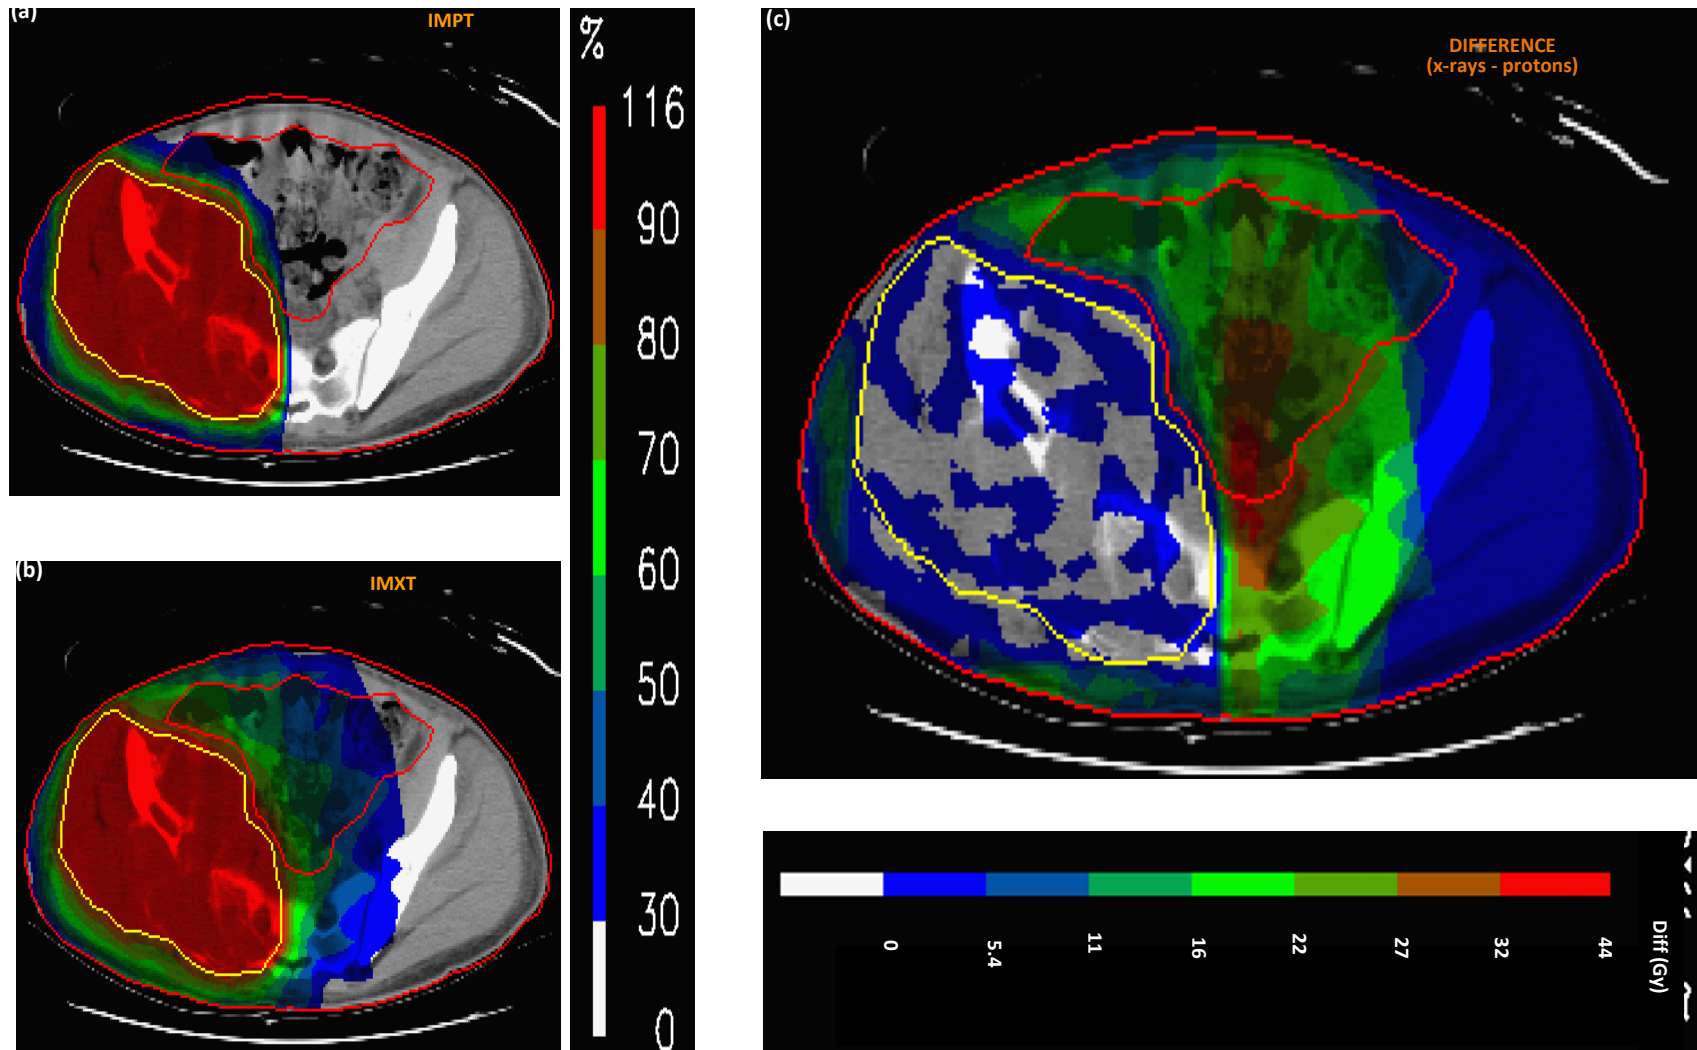 (a)
IMPT
%
116
90
80
70
60
50
40
30
0
(b)
IMXT
(c)
DIFFERENCE
(x-rays - protons)
0
5.4
11
16
22
27
32
44
Diff (Gy)